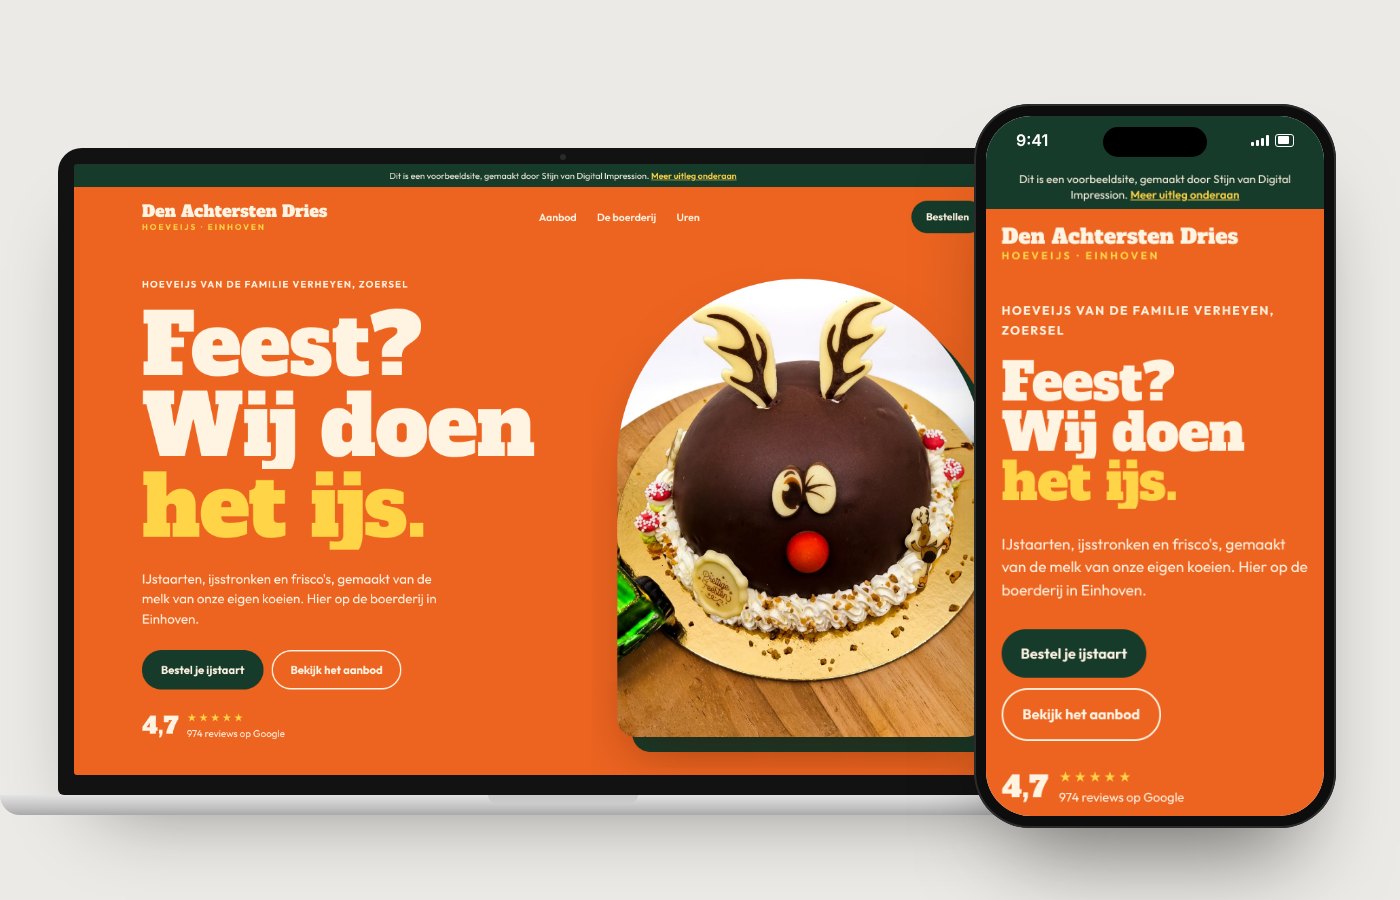 Dit is een voorbeeldsite, gemaakt door Stijn van Digital Impression. Meer uitleg onderaan
Den Achtersten Dries
HOEVEIJS · EINHOVEN
Aanbod
De boerderij
Uren
Bestellen
HOEVEIJS VAN DE FAMILIE VERHEYEN, ZOERSEL
Feest?
Wij doen
het ijs.
IJstaarten, ijsstronken en frisco's, gemaakt van de
melk van onze eigen koeien. Hier op de boerderij in
Einhoven.
Bestel je ijstaart
Bekijk het aanbod
4,7
974 reviews op Google
Prettige
feesten
9:41
Dit is een voorbeeldsite, gemaakt door Stijn van Digital
Impression. Meer uitleg onderaan
Den Achtersten Dries
HOEVEIJS · EINHOVEN
HOEVEIJS VAN DE FAMILIE VERHEYEN,
ZOERSEL
Feest?
Wij doen
het ijs.
IJstaarten, ijsstronken en frisco's, gemaakt
van de melk van onze eigen koeien. Hier op de
boerderij in Einhoven.
Bestel je ijstaart
Bekijk het aanbod
4,7
974 reviews op Google